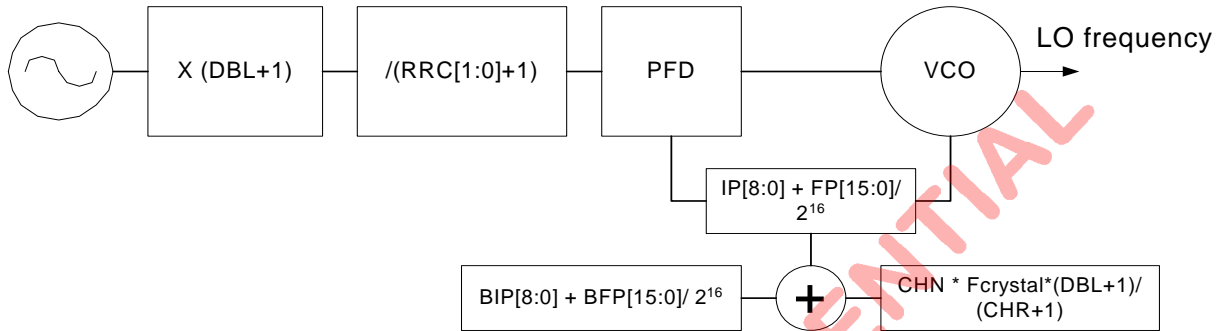 LO frequency
X (DBL+1)
/(RRC[1:0]+1)
PFD
VCO
IP[8:0] + FP[15:0]/
2¹⁶
BIP[8:0] + BFP[15:0]/ 2¹⁶
+
CHN * Fcrystal*(DBL+1)/
(CHR+1)
ENTIAL